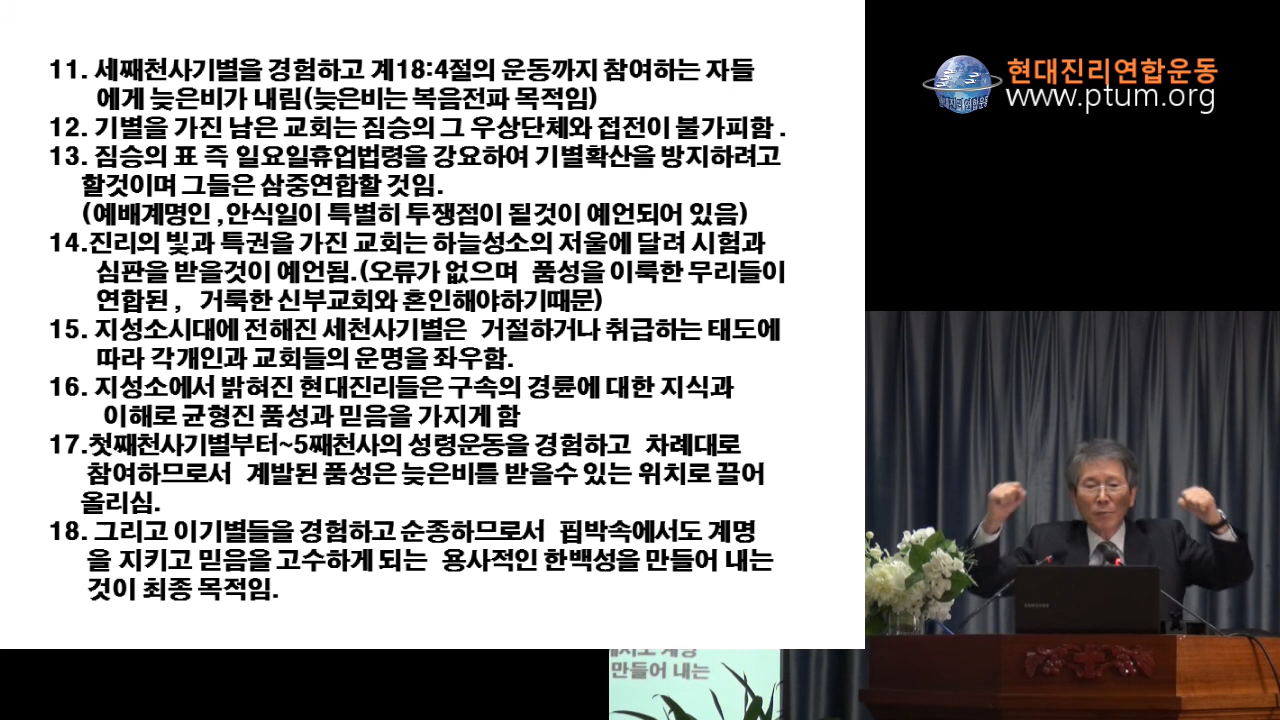 11. 세째천사기별을 경험하고 계18:4절의 운동까지 참여하는 자들
에게 늦은비가 내림(늦은비는 복음전파 목적임)
12. 기별을 가진 남은 교회는 짐승의 그 우상단체와 접전이 불가피함 .
13. 짐승의 표 즉 일요일휴업법령을 강요하여 기별확산을 방지하려고
할것이며 그들은 삼중연합할 것임.
(예배계명인 ,안식일이 특별히 투쟁점이 될것이 예언되어 있음)
14.진리의 빛과 특권을 가진 교회는 하늘성소의 저울에 달려 시험과
심판을 받을것이 예언됨.(오류가 없으며 품성을 이룩한 무리들이
연합된 , 거룩한 신부교회와 혼인해야하기때문)
15. 지성소시대에 전해진 세천사기별은 거절하거나 취급하는 태도에
따라 각개인과 교회들의 운명을 좌우함.
16. 지성소에서 밝혀진 현대진리들은 구속의 경륜에 대한 지식과
이해로 균형진 품성과 믿음을 가지게 함
17.첫째천사기별부터~5째천사의 성령운동을 경험하고 차례대로
참여하므로서 계발된 품성은 늦은비를 받을수 있는 위치로 끌어
올리심.
18. 그리고 이기별들을 경험하고 순종하므로서 핍박속에서도 계명
을 지키고 믿음을 고수하게 되는 용사적인 한백성을 만들어 내는
것이 최종 목적임.
현대진리연합운동
www.ptum.org
현대진리 연합운동
계명
만들어 내는
SAMSUNG